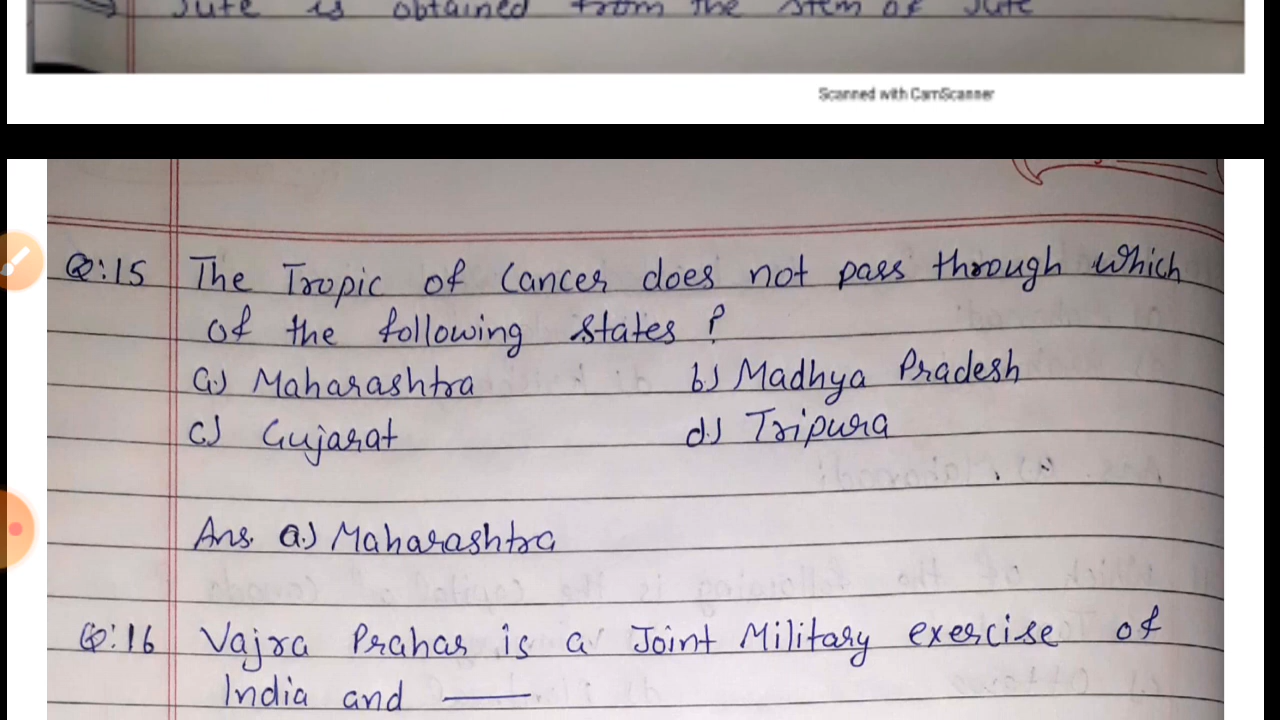 Jute is obtained from the stem of Jute
Scanned with CamScanner
Q:15 The Tropic of Cancer does not pass through which
of the following states ?
a.) Maharashtra b.) Madhya Pradesh
c.) Gujarat d.) Tripura
Ans. a.) Maharashtra
Q:16 Vajra Prahar is a Joint Military exercise of
India and ———